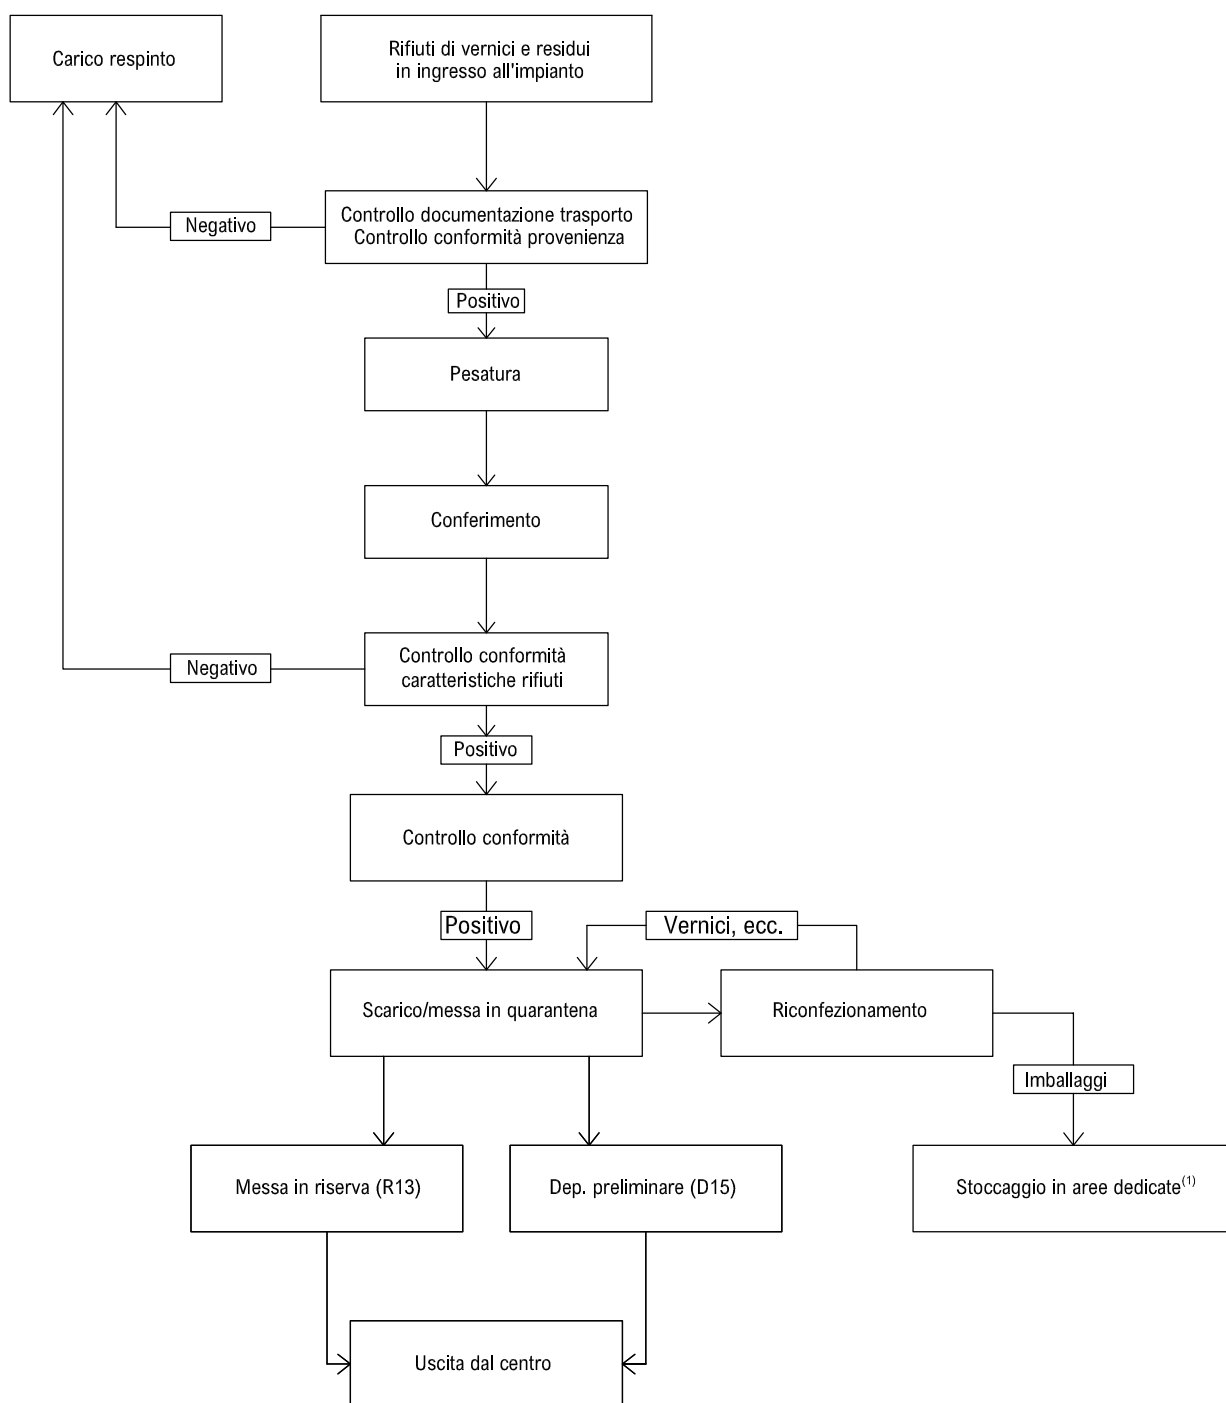 Carico respinto
Rifiuti di vernici e residui
in ingresso all'impianto
Negativo
Controllo documentazione trasporto
Controllo conformità provenienza
Positivo
Pesatura
Conferimento
Negativo
Controllo conformità
caratteristiche rifiuti
Positivo
Controllo conformità
Positivo
Vernici, ecc.
Scarico/messa in quarantena
Riconfezionamento
Imballaggi
Messa in riserva (R13)
Dep. preliminare (D15)
Stoccaggio in aree dedicate(1)
Uscita dal centro